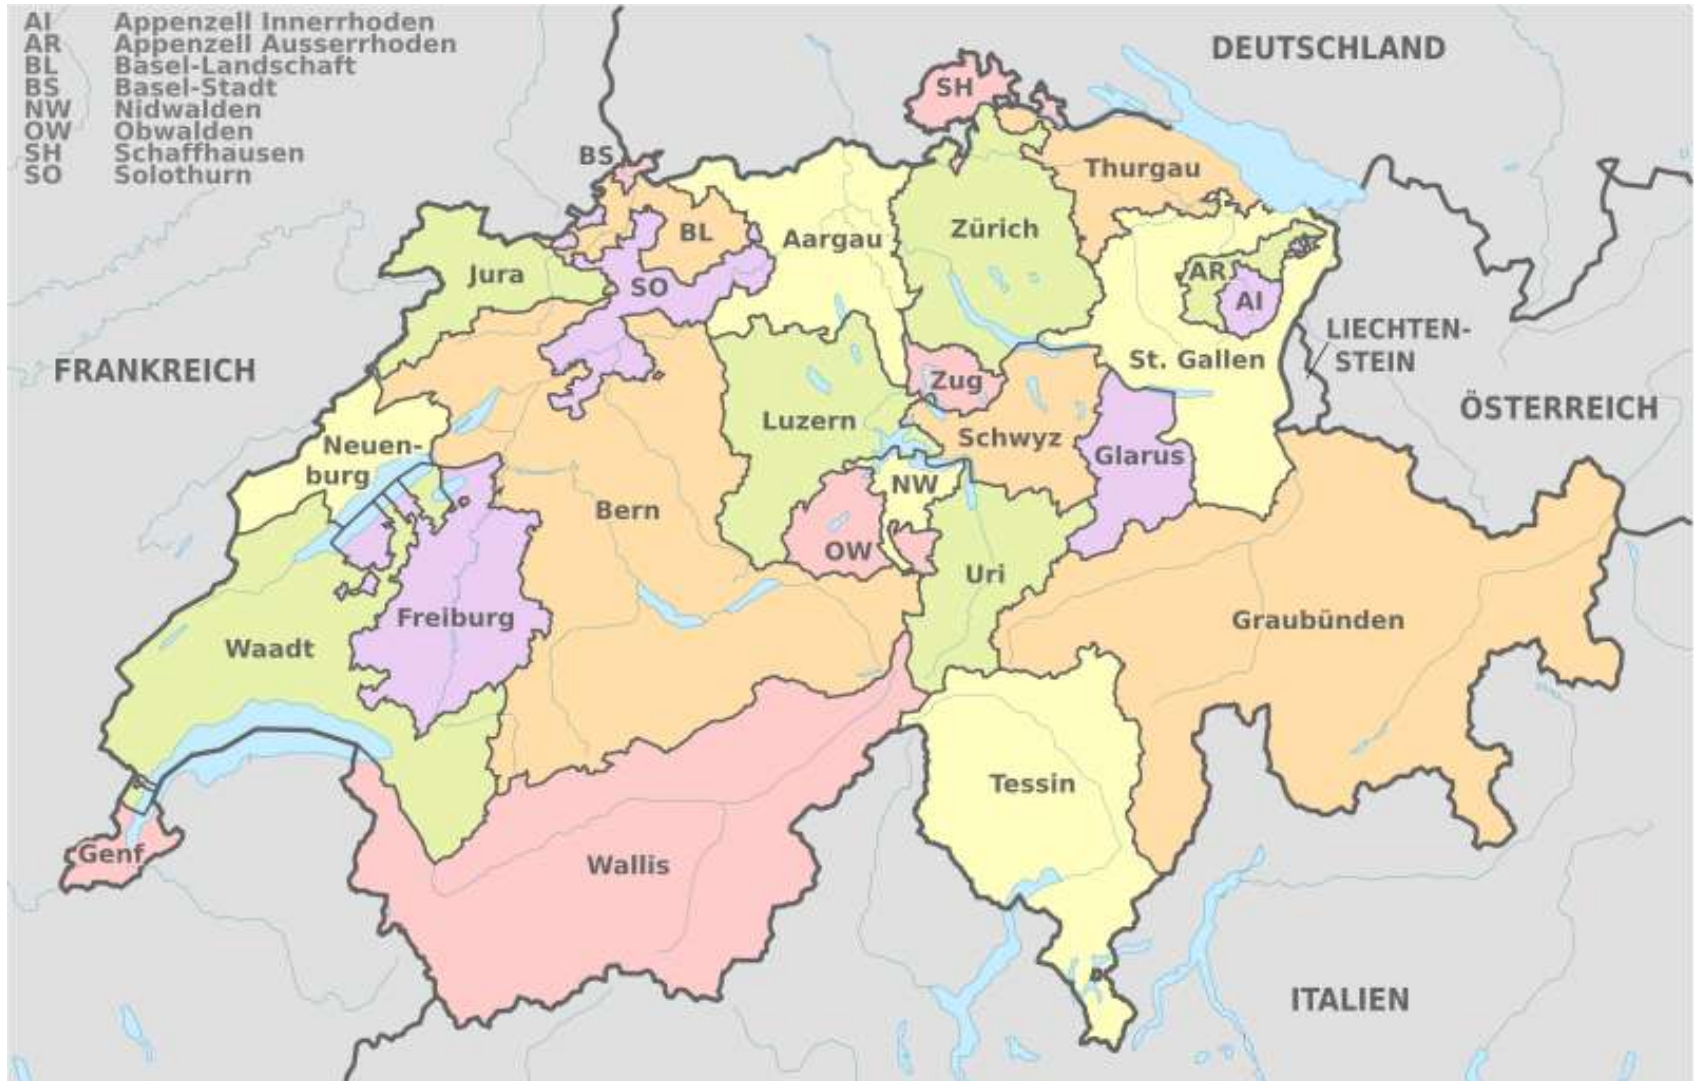 AI Appenzell Innerrhoden
AR Appenzell Ausserrhoden
BL Basel-Landschaft
BS Basel-Stadt
NW Nidwalden
OW Obwalden
SH Schaffhausen
SO Solothurn
DEUTSCHLAND
SH
BS
Thurgau
BL
Aargau
Zürich
Jura
SO
AR
AI
LIECHTEN-
STEIN
FRANKREICH
St. Gallen
Zug
ÖSTERREICH
Luzern
Schwyz
Neuen-
burg
Glarus
NW
Bern
OW
Uri
Freiburg
Graubünden
Waadt
Tessin
Genf
Wallis
ITALIEN